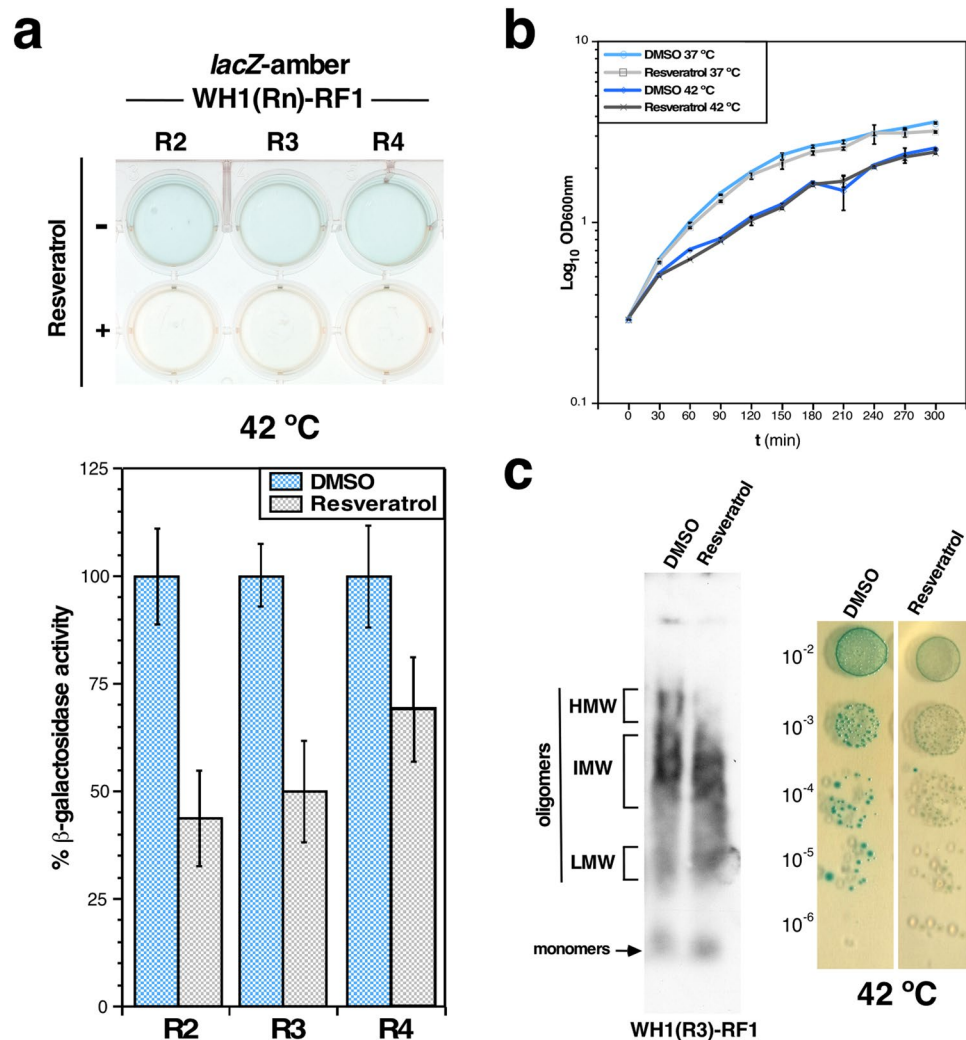 a
lacZ-amber
WH1(Rn)-RF1
R2 R3 R4
Resveratrol
-
+
42 ºC
125
100
75
50
25
0
% β-galactosidase activity
DMSO
Resveratrol
R2 R3 R4
b
10
1
0.1
Log10 OD600nm
DMSO 37 ºC
Resveratrol 37 ºC
DMSO 42 ºC
Resveratrol 42 ºC
0 30 60 90 120 150 180 210 240 270 300
t (min)
c
DMSO
Resveratrol
oligomers
HMW
IMW
LMW
monomers
WH1(R3)-RF1
DMSO
Resveratrol
10-2
10-3
10-4
10-5
10-6
42 ºC